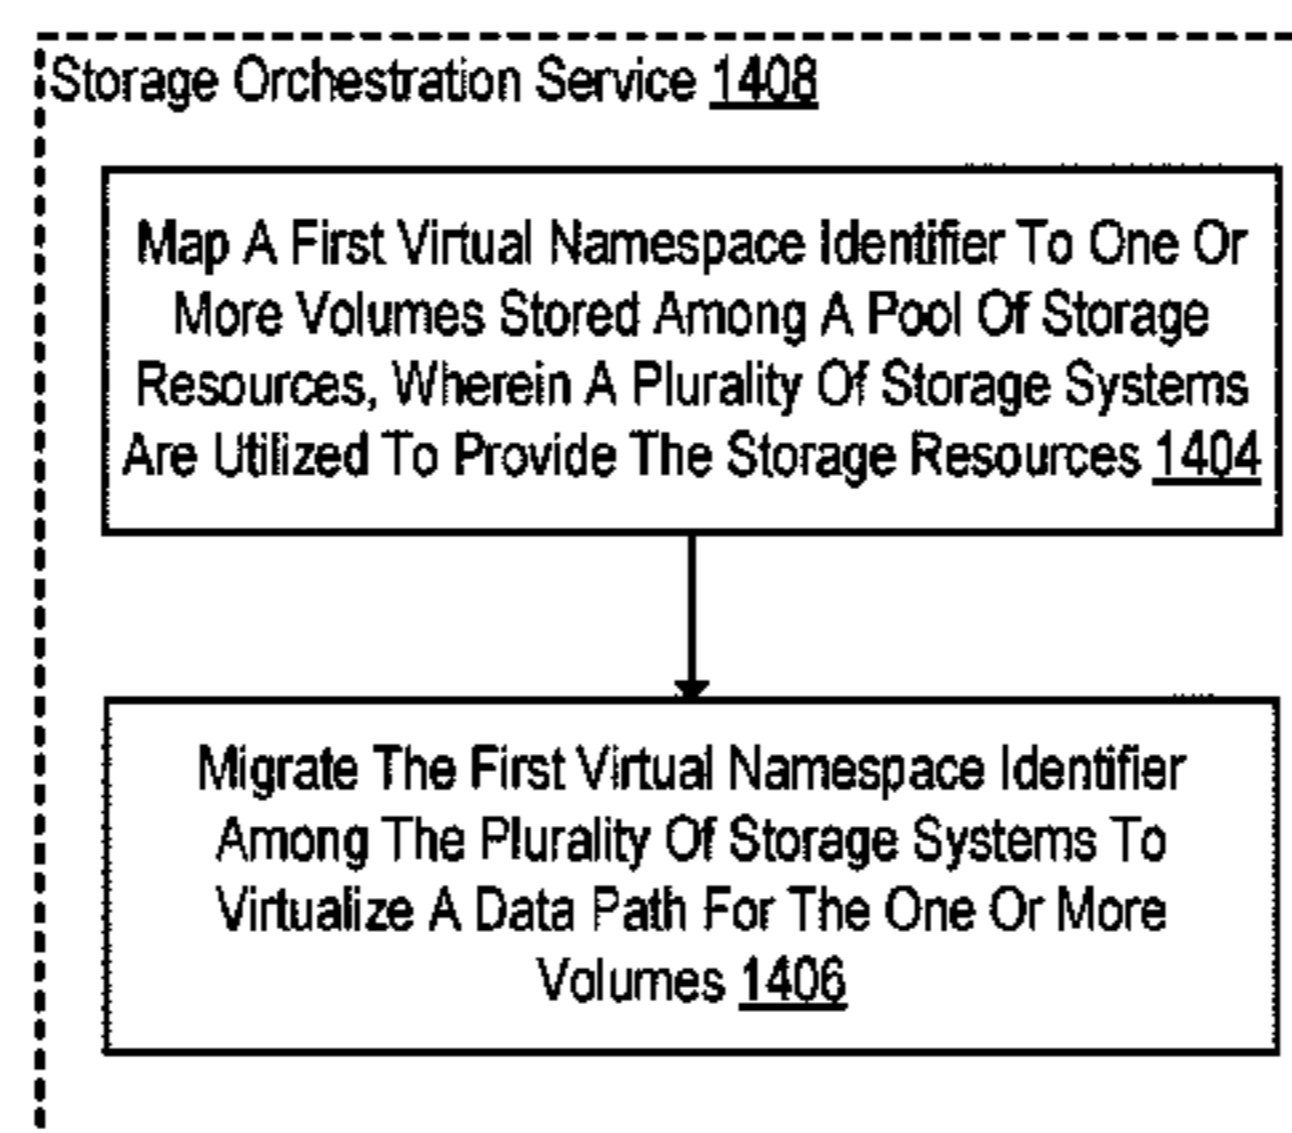 Storage Orchestration Service 1408
Map A First Virtual Namespace Identifier To One Or
More Volumes Stored Among A Pool Of Storage
Resources, Wherein A Plurality Of Storage Systems
Are Utilized To Provide The Storage Resources 1404
Migrate The First Virtual Namespace Identifier
Among The Plurality Of Storage Systems To
Virtualize A Data Path For The One Or More
Volumes 1406